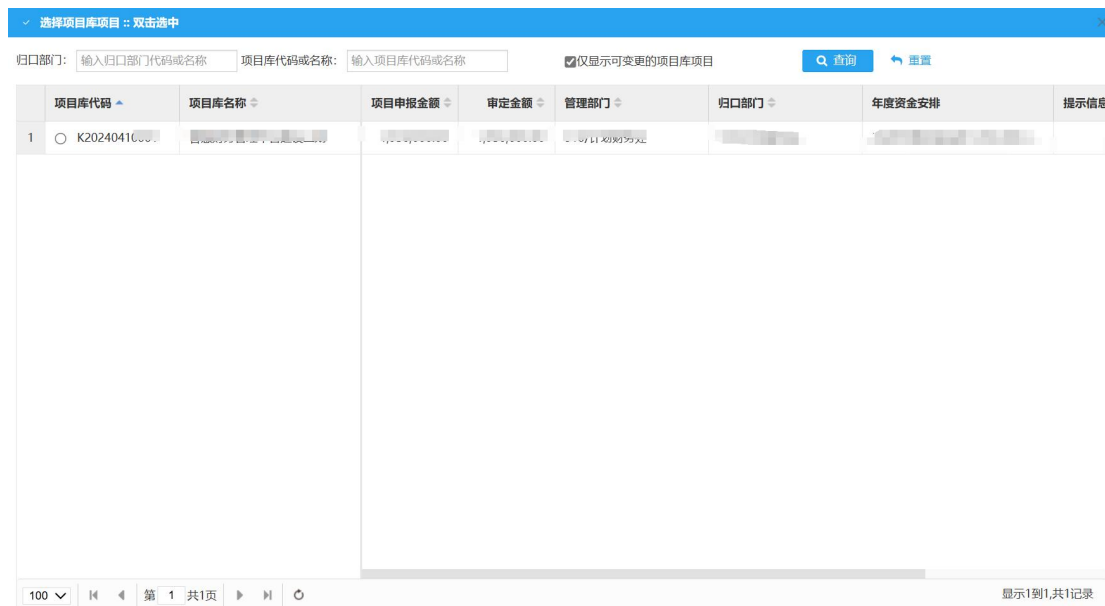 选择项目库项目 :: 双击选中
归口部门: 输入归口部门代码或名称 项目库代码或名称: 输入项目库代码或名称 仅显示可变更的项目库项目 查询 重置
项目库代码 项目库名称 项目申报金额 审定金额 管理部门 归口部门 年度资金安排 提示信息
1 K20240410
100 第 1 共1页 显示1到1,共1记录